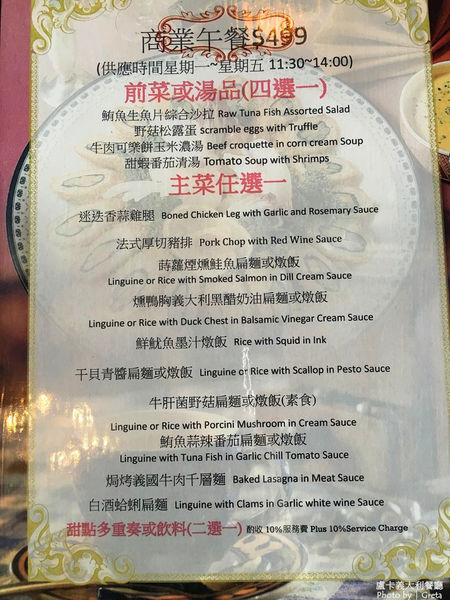 商業午餐$499
(供應時間星期一~星期五 11:30~14:00)
前菜或湯品(四選一)
鮪魚生魚片綜合沙拉 Raw Tuna Fish Assorted Salad
野菇松露蛋 scramble eggs with Truffle
牛肉可樂餅玉米濃湯 Beef croquette in corn cream Soup
甜蝦番茄清湯 Tomato Soup with Shrimps
主菜任選一
迷迭香蒜雞腿 Boned Chicken Leg with Garlic and Rosemary Sauce
法式厚切豬排 Pork Chop with Red Wine Sauce
蒔蘿煙燻鮭魚扁麵或燉飯
Linguine or Rice with Smoked Salmon in Dill Cream Sauce
燻鴨胸義大利黑醋奶油扁麵或燉飯
Linguine or Rice with Duck Chest in Balsamic Vinegar Cream Sauce
鮮魷魚墨汁燉飯 Rice with Squid in Ink
干貝青醬扁麵或燉飯 Linguine or Rice with Scallop in Pesto Sauce
牛肝菌野菇扁麵或燉飯(素食)
Linguine or Rice with Porcini Mushroom in Cream Sauce
鮪魚蒜辣番茄扁麵或燉飯
Linguine with Tuna Fish in Garlic Chill Tomato Sauce
焗烤義國牛肉千層麵 Baked Lasagna in Meat Sauce
白酒蛤蜊扁麵 Linguine with Clams in Garlic white wine Sauce
甜點多重奏或飲料(二選一) 酌收 10%服務費 Plus 10%Service Charge
盧卡義大利餐廳
Photo by | Greta